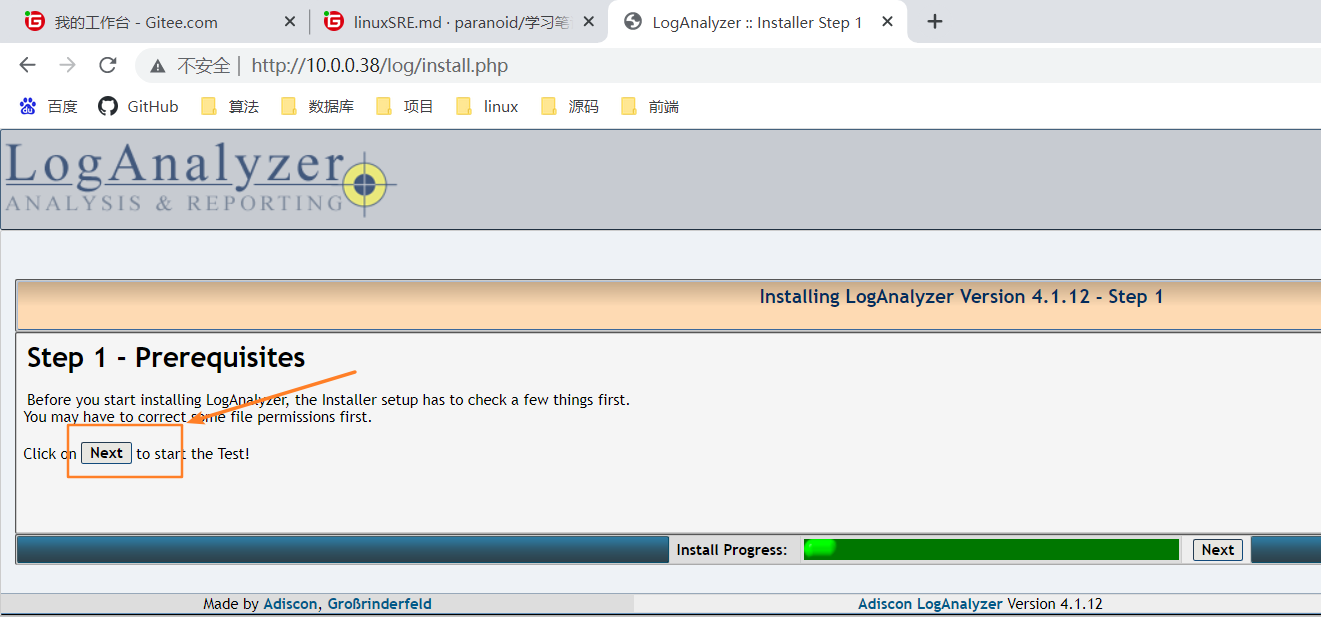 我的工作台 - Gitee.com
linuxSRE.md · paranoid/学习笔
LogAnalyzer :: Installer Step 1
不安全 | http://10.0.0.38/log/install.php
百度 GitHub 算法 数据库 项目 linux 源码 前端
LogAnalyzer
ANALYSIS & REPORTING
Installing LogAnalyzer Version 4.1.12 - Step 1
Step 1 - Prerequisites
Before you start installing LogAnalyzer, the Installer setup has to check a few things first.
You may have to correct some file permissions first.
Click on Next to start the Test!
Install Progress: Next
Made by Adiscon, Großrinderfeld Adiscon LogAnalyzer Version 4.1.12